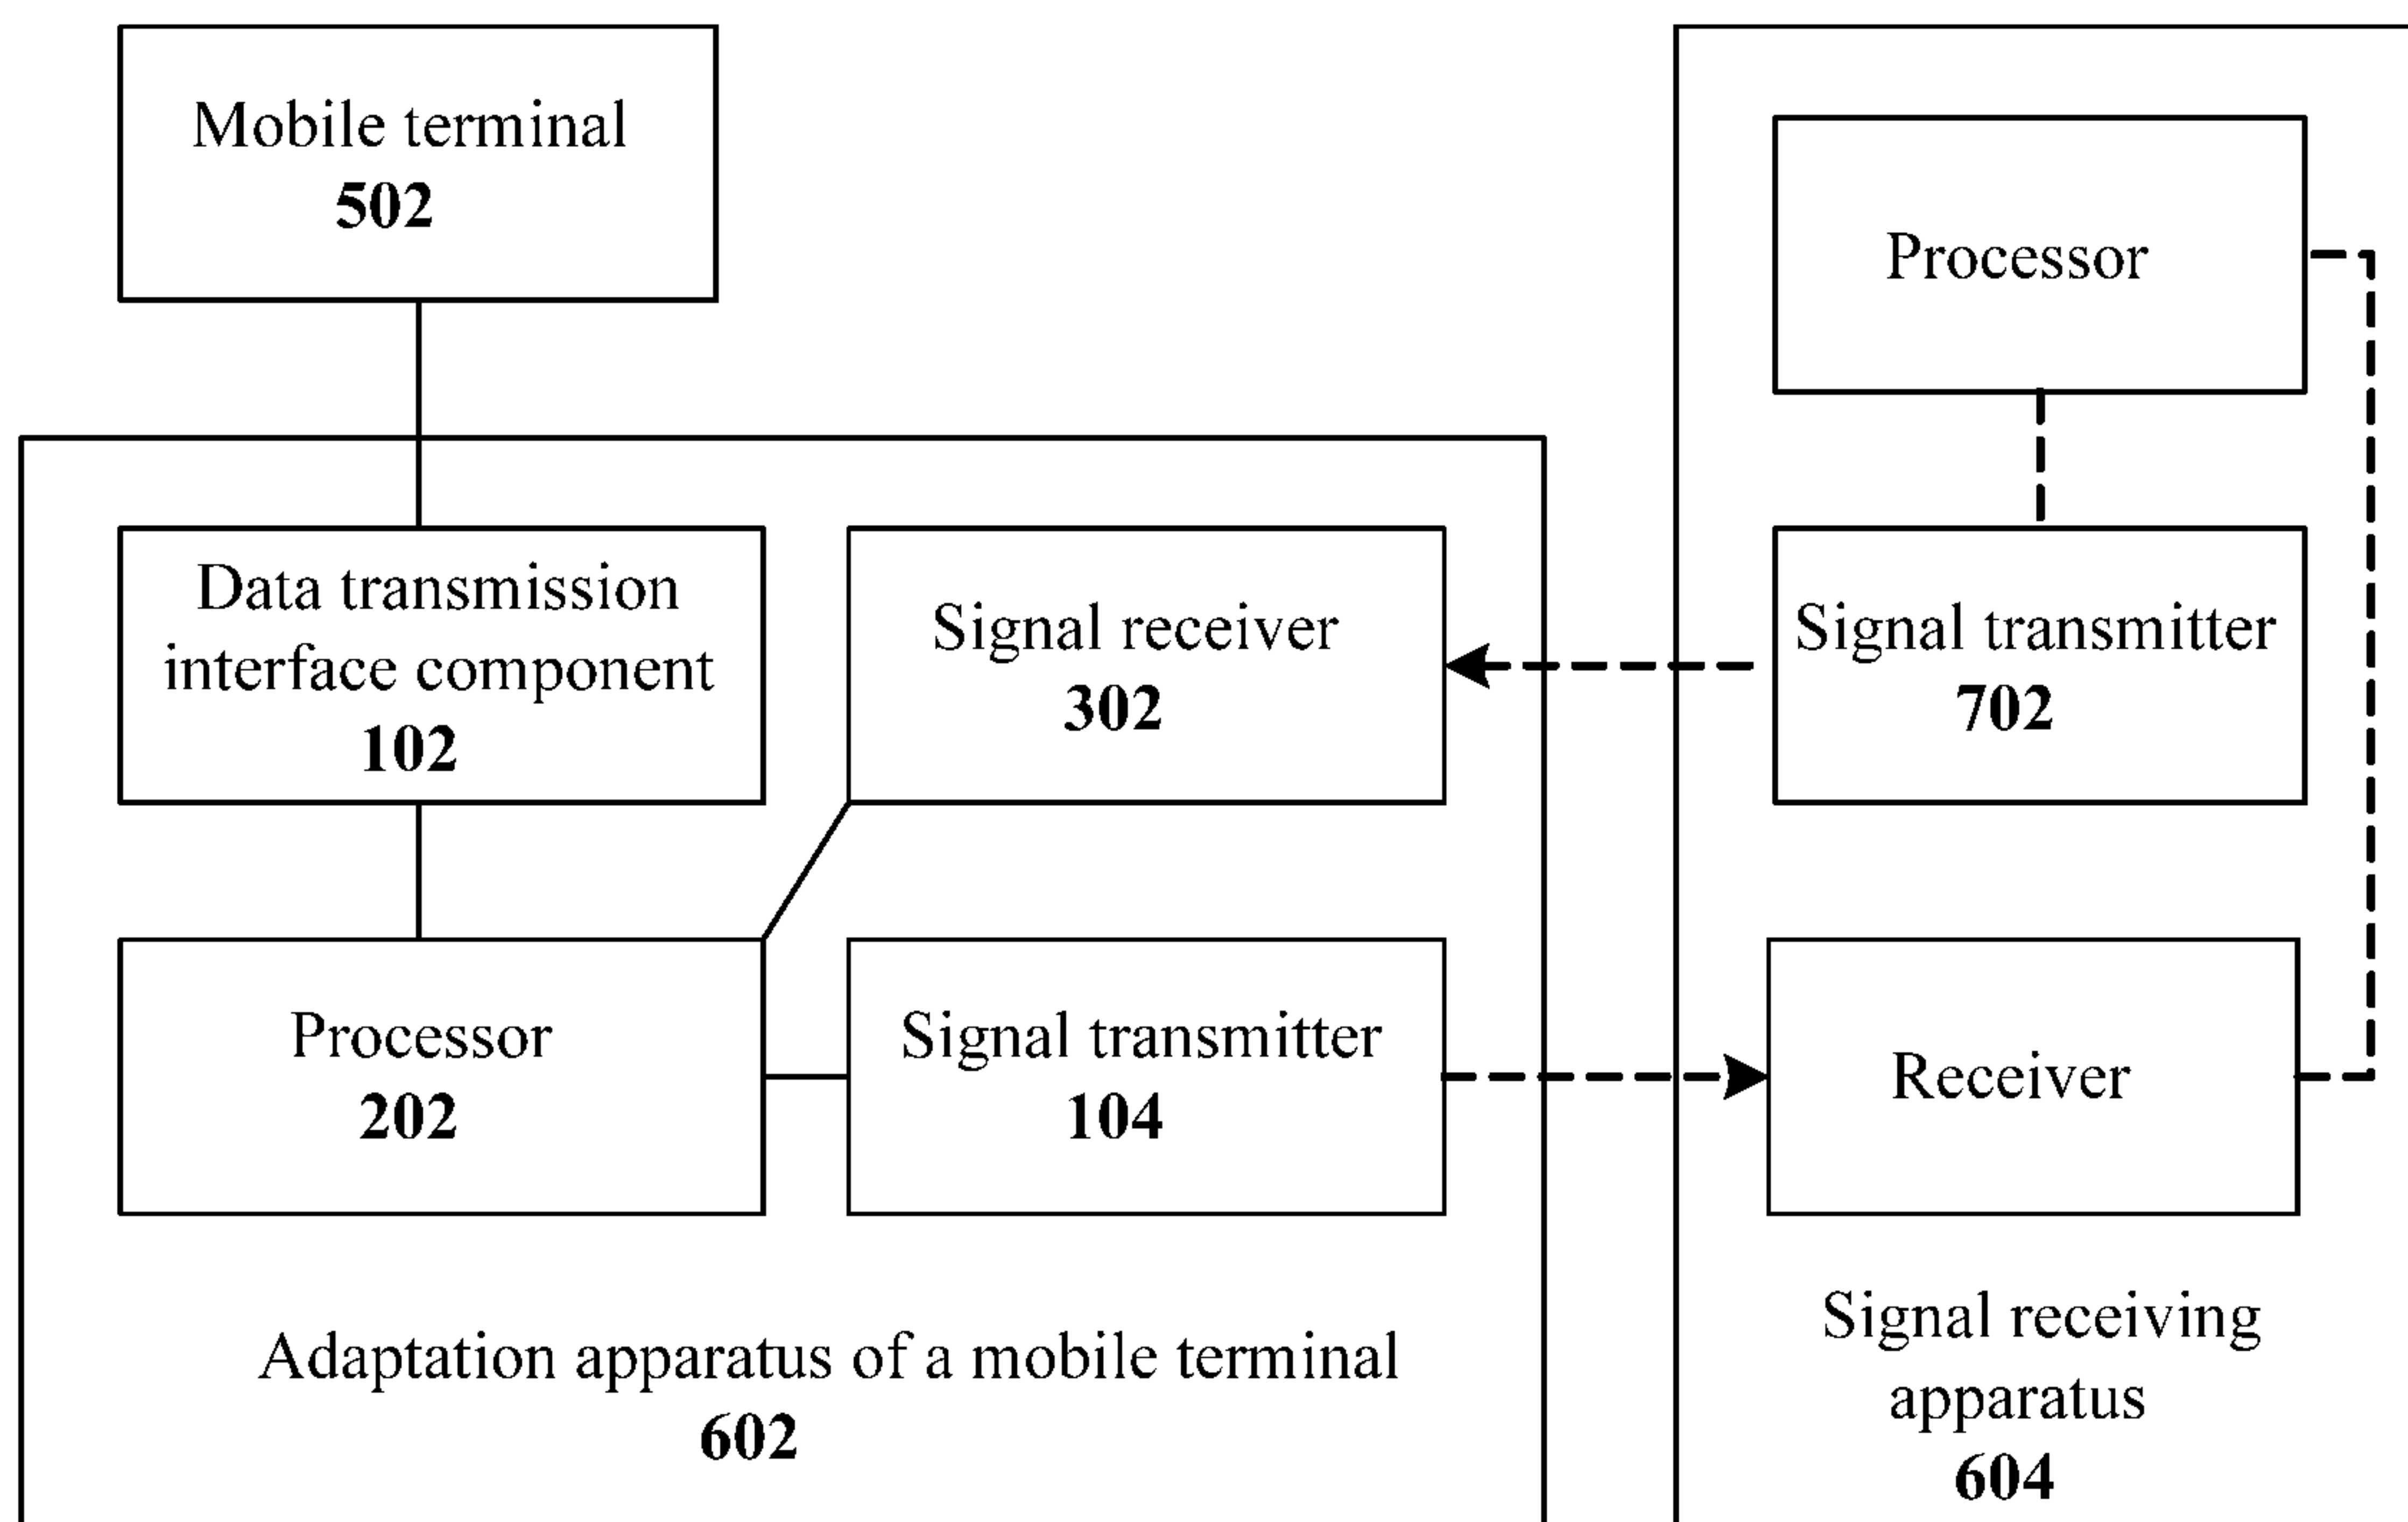 Mobile terminal
502
Processor
Data transmission
interface component
102
Signal receiver
302
Signal transmitter
702
Processor
202
Signal transmitter
104
Receiver
Adaptation apparatus of a mobile terminal
602
Signal receiving
apparatus
604